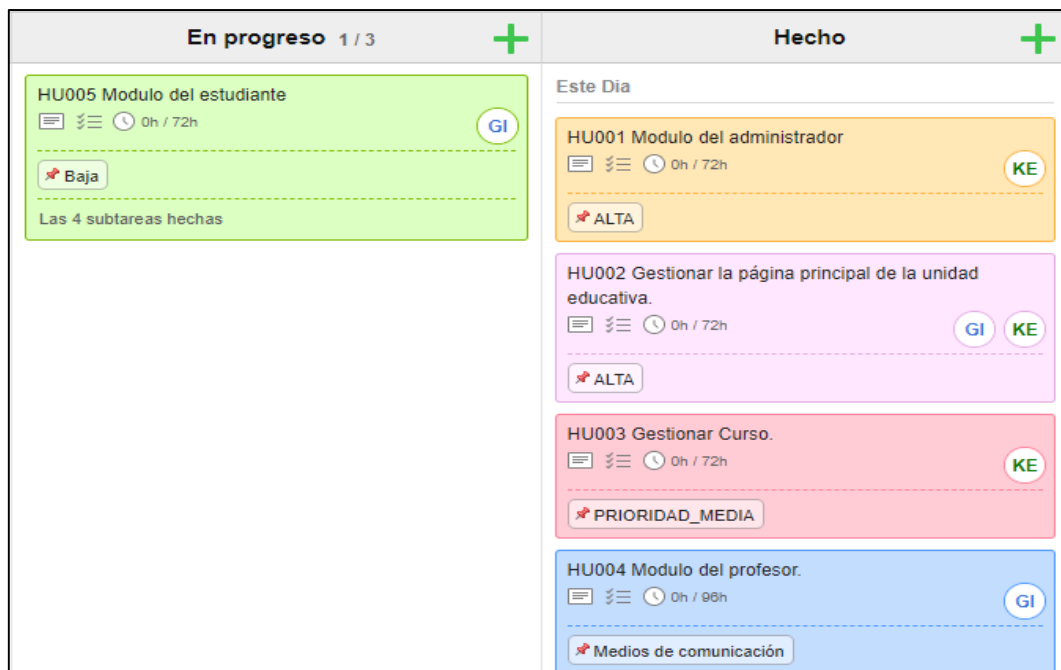 En progreso 1 / 3
HU005 Modulo del estudiante
0h / 72h
GI
Baja
Las 4 subtareas hechas
Hecho
Este Dia
HU001 Modulo del administrador
0h / 72h
KE
ALTA
HU002 Gestionar la página principal de la unidad
educativa.
0h / 72h
GI
KE
ALTA
HU003 Gestionar Curso.
0h / 72h
KE
PRIORIDAD_MEDIA
HU004 Modulo del profesor.
0h / 96h
GI
Medios de comunicación